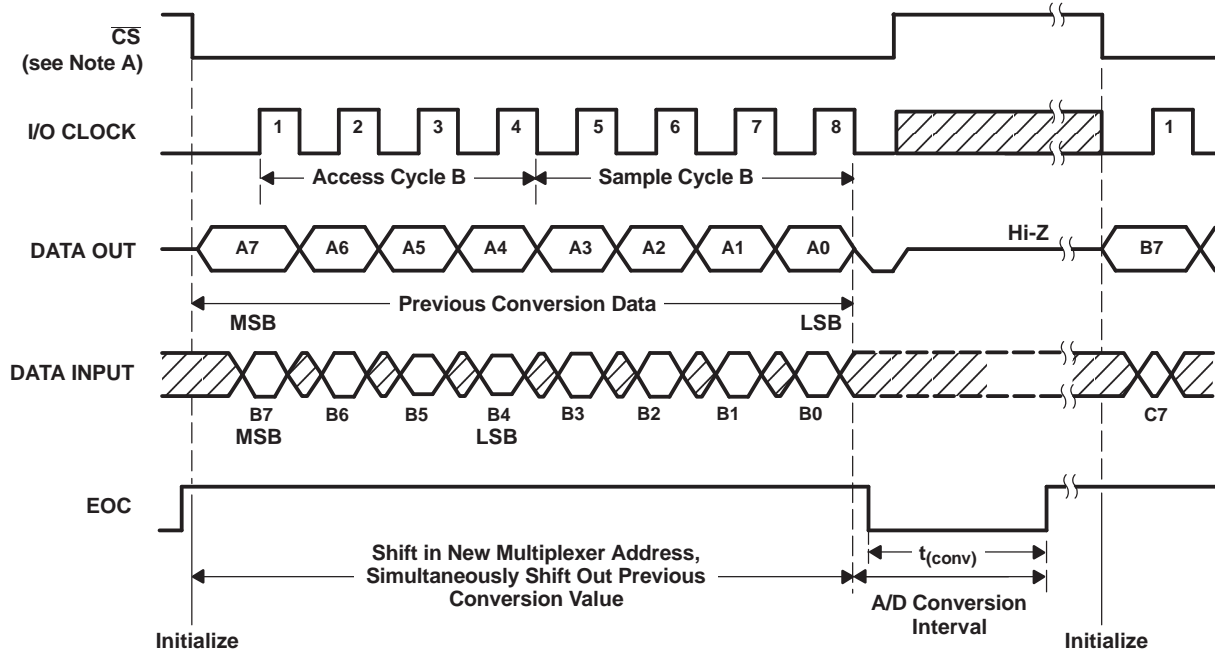 CS
(see Note A)
I/O CLOCK
1 2 3 4 5 6 7 8 1
Access Cycle B Sample Cycle B
DATA OUT
A7 A6 A5 A4 A3 A2 A1 A0 Hi-Z B7
Previous Conversion Data
MSB LSB
DATA INPUT
B7 B6 B5 B4 B3 B2 B1 B0 C7
MSB LSB
EOC
Shift in New Multiplexer Address,
Simultaneously Shift Out Previous
Conversion Value
t(conv)
A/D Conversion
Interval
Initialize Initialize